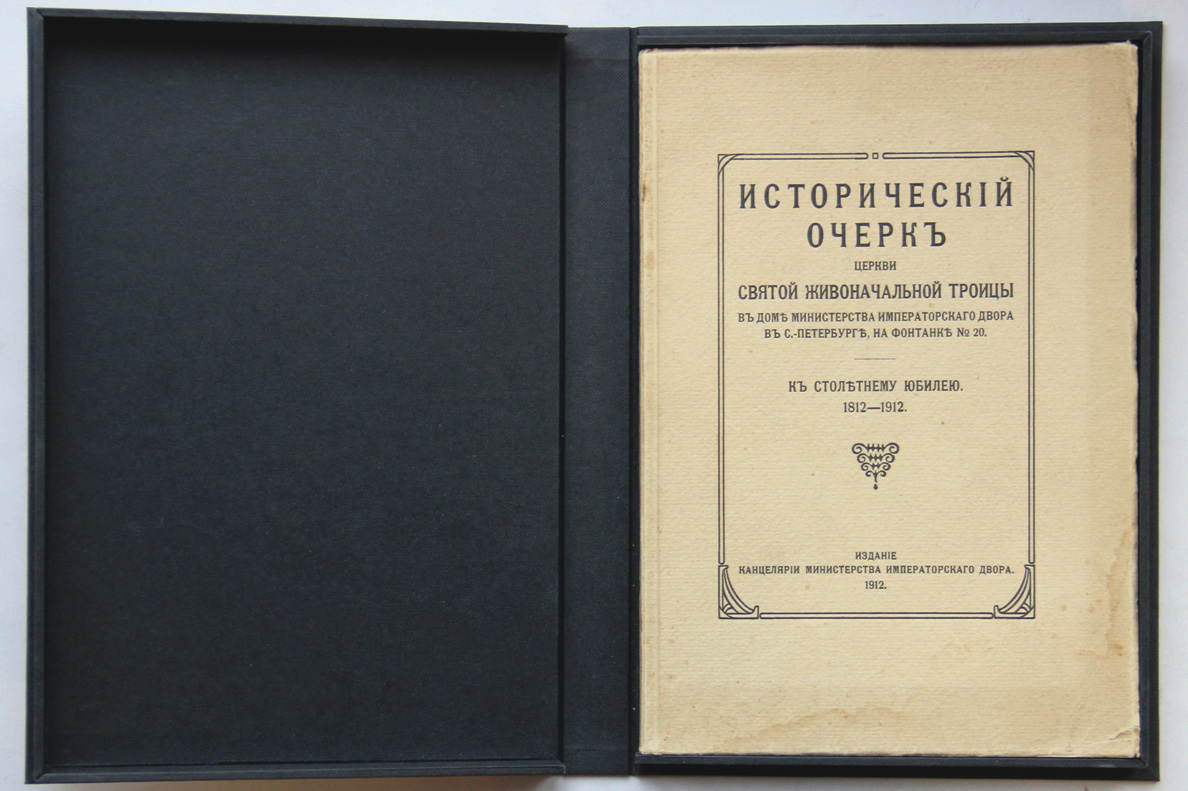 ИСТОРИЧЕСКІЙ
ОЧЕРКЪ
ЦЕРКВИ
СВЯТОЙ ЖИВОНАЧАЛЬНОЙ ТРОИЦЫ
ВЪ ДОМѢ МИНИСТЕРСТВА ИМПЕРАТОРСКАГО ДВОРА
ВЪ С.-ПЕТЕРБУРГѢ, НА ФОНТАНКѢ № 20.
КЪ СТОЛѢТНЕМУ ЮБИЛЕЮ.
1812—1912.
ИЗДАНІЕ
КАНЦЕЛЯРІИ МИНИСТЕРСТВА ИМПЕРАТОРСКАГО ДВОРА.
1912.